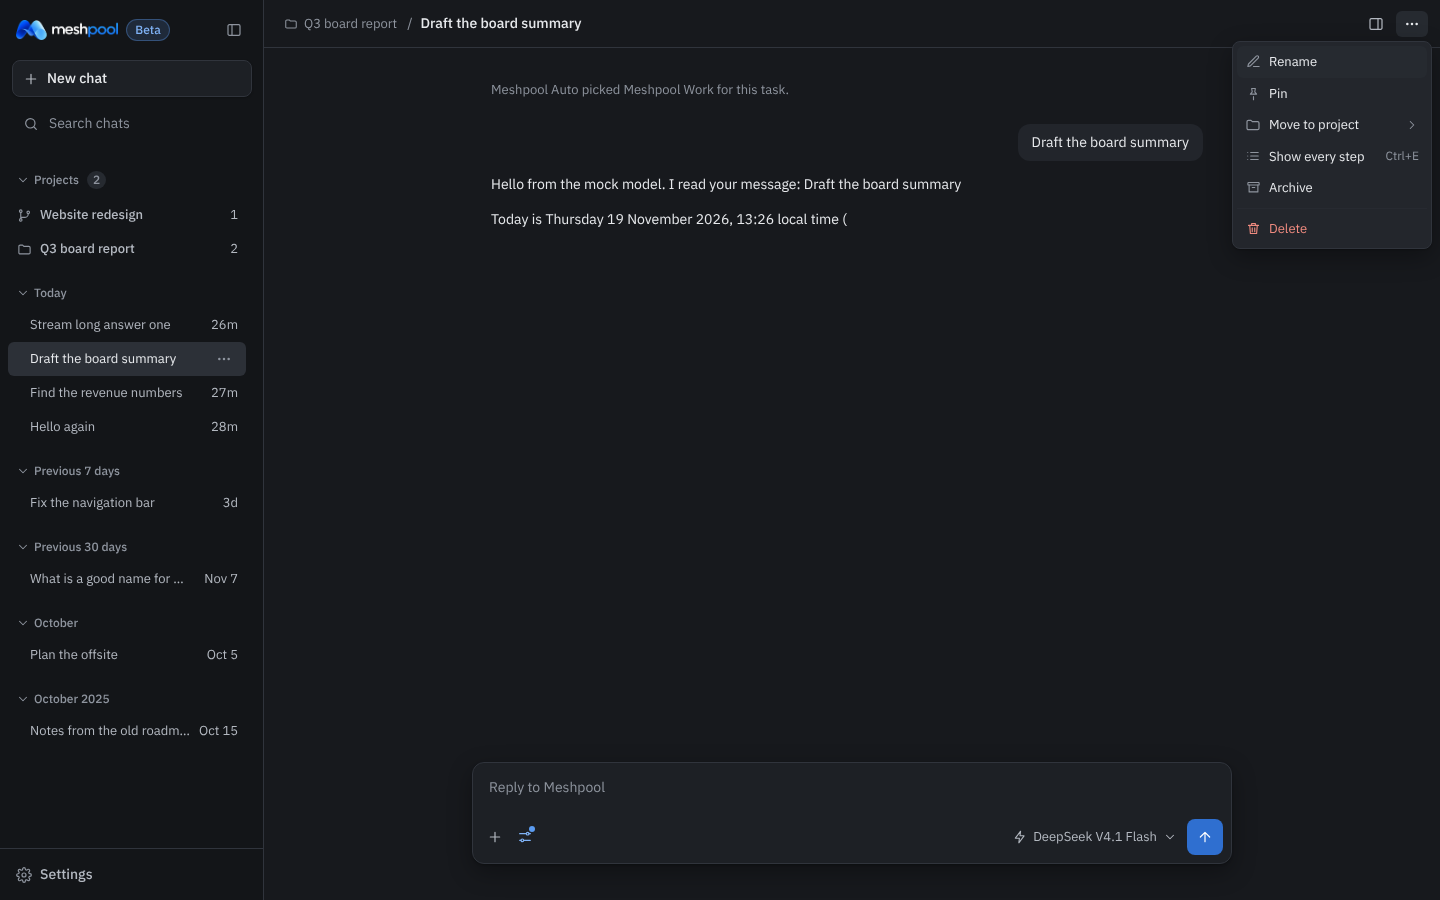 meshpool Beta
New chat
Search chats
Projects 2
Website redesign 1
Q3 board report 2
Today
Stream long answer one 26m
Draft the board summary ...
Find the revenue numbers 27m
Hello again 28m
Previous 7 days
Fix the navigation bar 3d
Previous 30 days
What is a good name for ... Nov 7
October
Plan the offsite Oct 5
October 2025
Notes from the old roadm... Oct 15
Settings
Q3 board report / Draft the board summary
Meshpool Auto picked Meshpool Work for this task.
Draft the board summary
Hello from the mock model. I read your message: Draft the board summary
Today is Thursday 19 November 2026, 13:26 local time (
Rename
Pin
Move to project
Show every step Ctrl+E
Archive
Delete
Reply to Meshpool
DeepSeek V4.1 Flash